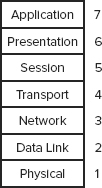 Application 7
Presentation 6
Session 5
Transport 4
Network 3
Data Link 2
Physical 1